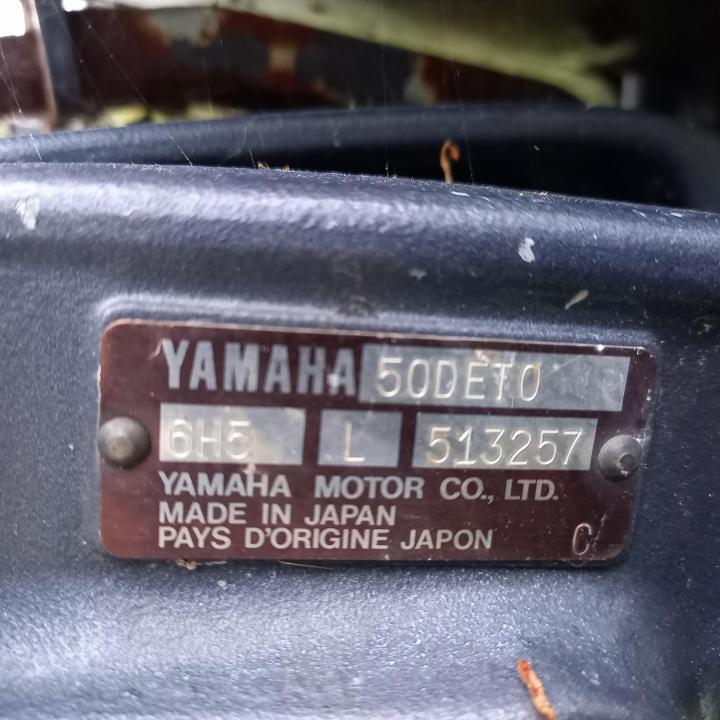 YAMAHA 50DETO
6H5 L 513257
YAMAHA MOTOR CO., LTD.
MADE IN JAPAN
PAYS D'ORIGINE JAPON C